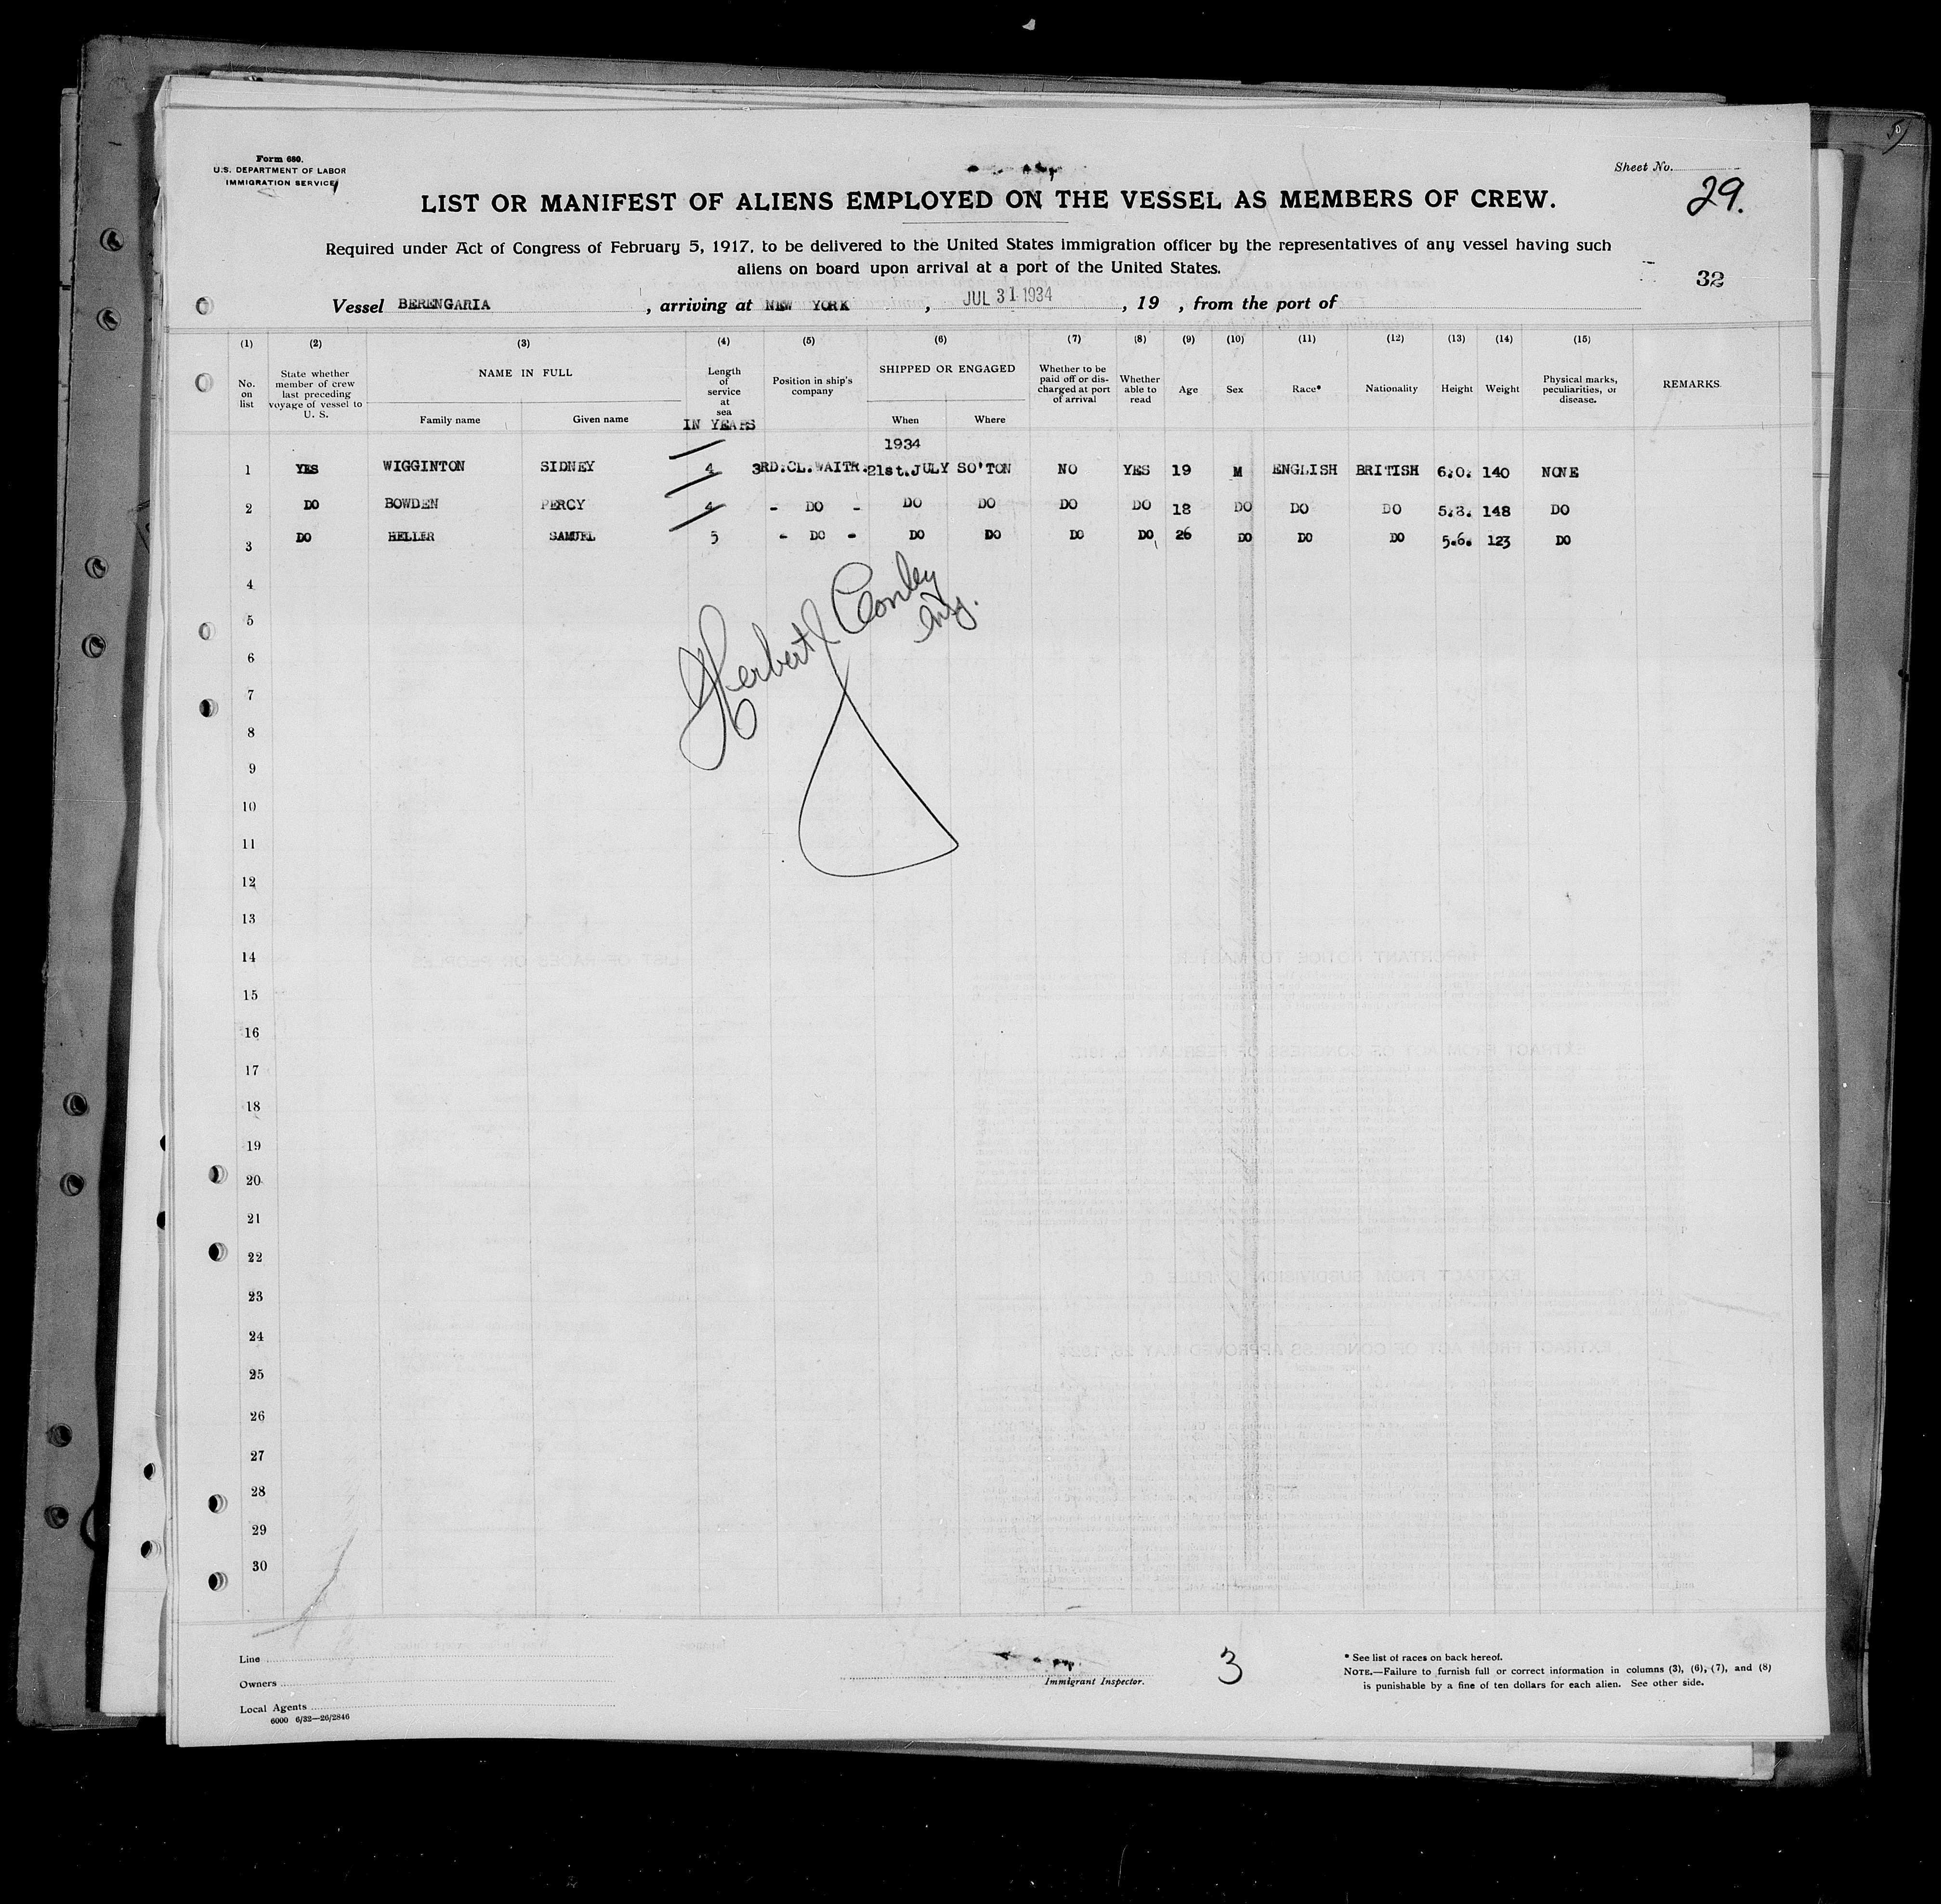 Form 680.
U.S. DEPARTMENT OF LABOR
IMMIGRATION SERVICE
Sheet No.
29.
LIST OR MANIFEST OF ALIENS EMPLOYED ON THE VESSEL AS MEMBERS OF CREW.
Required under Act of Congress of February 5, 1917, to be delivered to the United States immigration officer by the representatives of any vessel having such
aliens on board upon arrival at a port of the United States.
32
Vessel BERENGARIA, arriving at NEW YORK, JUL 31 1934, 19 , from the port of
(1) (2) (3) (4) (5) (6) (7) (8) (9) (10) (11) (12) (13) (14) (15)
No. on list
State whether member of crew last preceding voyage of vessel to U. S.
NAME IN FULL
Family name Given name
Length of service at sea
IN YEARS
Position in ship's company
SHIPPED OR ENGAGED
When Where
Whether to be paid off or discharged at port of arrival
Whether able to read
Age
Sex
Race*
Nationality
Height
Weight
Physical marks, peculiarities, or disease.
REMARKS
1934
1 YES WIGGINTON SIDNEY 4 3RD.CL.WAITR. 21st.JULY SO'TON NO YES 19 M ENGLISH BRITISH 6.0. 140 NONE
2 DO BOWDEN PERCY 4 - DO - DO DO DO DO 18 DO DO DO 5.8. 148 DO
3 DO HELLER SAMUEL 5 - DO - DO DO DO DO 26 DO DO DO 5.6. 123 DO
Herbert J Conley
Insp.
4
5
6
7
8
9
10
11
12
13
14
15
16
17
18
19
20
21
22
23
24
25
26
27
28
29
30
Line
Owners
Local Agents
6000 6/32—26/2846
Immigrant Inspector.
3
* See list of races on back hereof.
NOTE.—Failure to furnish full or correct information in columns (3), (6), (7), and (8)
is punishable by a fine of ten dollars for each alien. See other side.